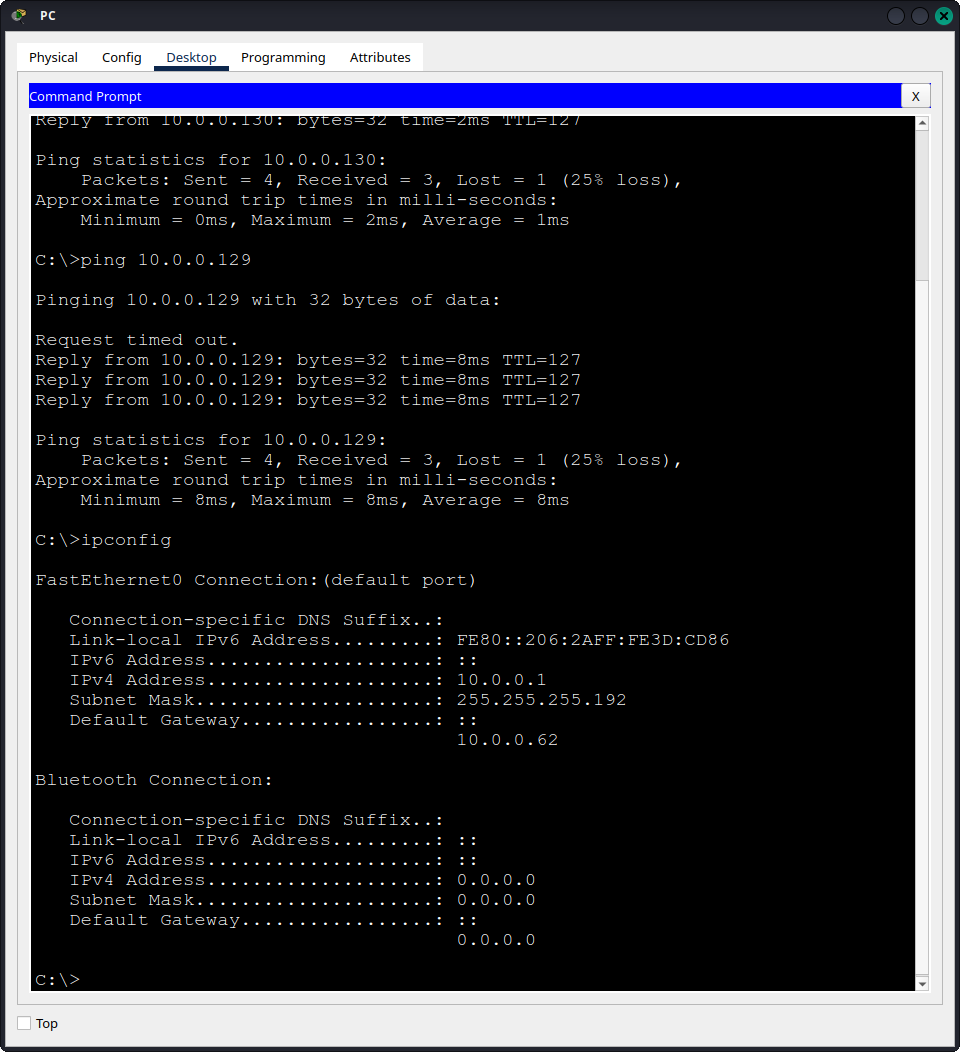 PC
Physical Config Desktop Programming Attributes
Command Prompt X
Reply from 10.0.0.130: bytes=32 time=2ms TTL=127
Ping statistics for 10.0.0.130:
    Packets: Sent = 4, Received = 3, Lost = 1 (25% loss),
Approximate round trip times in milli-seconds:
    Minimum = 0ms, Maximum = 2ms, Average = 1ms
C:\>ping 10.0.0.129
Pinging 10.0.0.129 with 32 bytes of data:
Request timed out.
Reply from 10.0.0.129: bytes=32 time=8ms TTL=127
Reply from 10.0.0.129: bytes=32 time=8ms TTL=127
Reply from 10.0.0.129: bytes=32 time=8ms TTL=127
Ping statistics for 10.0.0.129:
    Packets: Sent = 4, Received = 3, Lost = 1 (25% loss),
Approximate round trip times in milli-seconds:
    Minimum = 8ms, Maximum = 8ms, Average = 8ms
C:\>ipconfig
FastEthernet0 Connection:(default port)
   Connection-specific DNS Suffix..:
   Link-local IPv6 Address.........: FE80::206:2AFF:FE3D:CD86
   IPv6 Address....................: ::
   IPv4 Address....................: 10.0.0.1
   Subnet Mask.....................: 255.255.255.192
   Default Gateway.................: ::
                                     10.0.0.62
Bluetooth Connection:
   Connection-specific DNS Suffix..:
   Link-local IPv6 Address.........: ::
   IPv6 Address....................: ::
   IPv4 Address....................: 0.0.0.0
   Subnet Mask.....................: 0.0.0.0
   Default Gateway.................: ::
                                     0.0.0.0
C:\>
Top